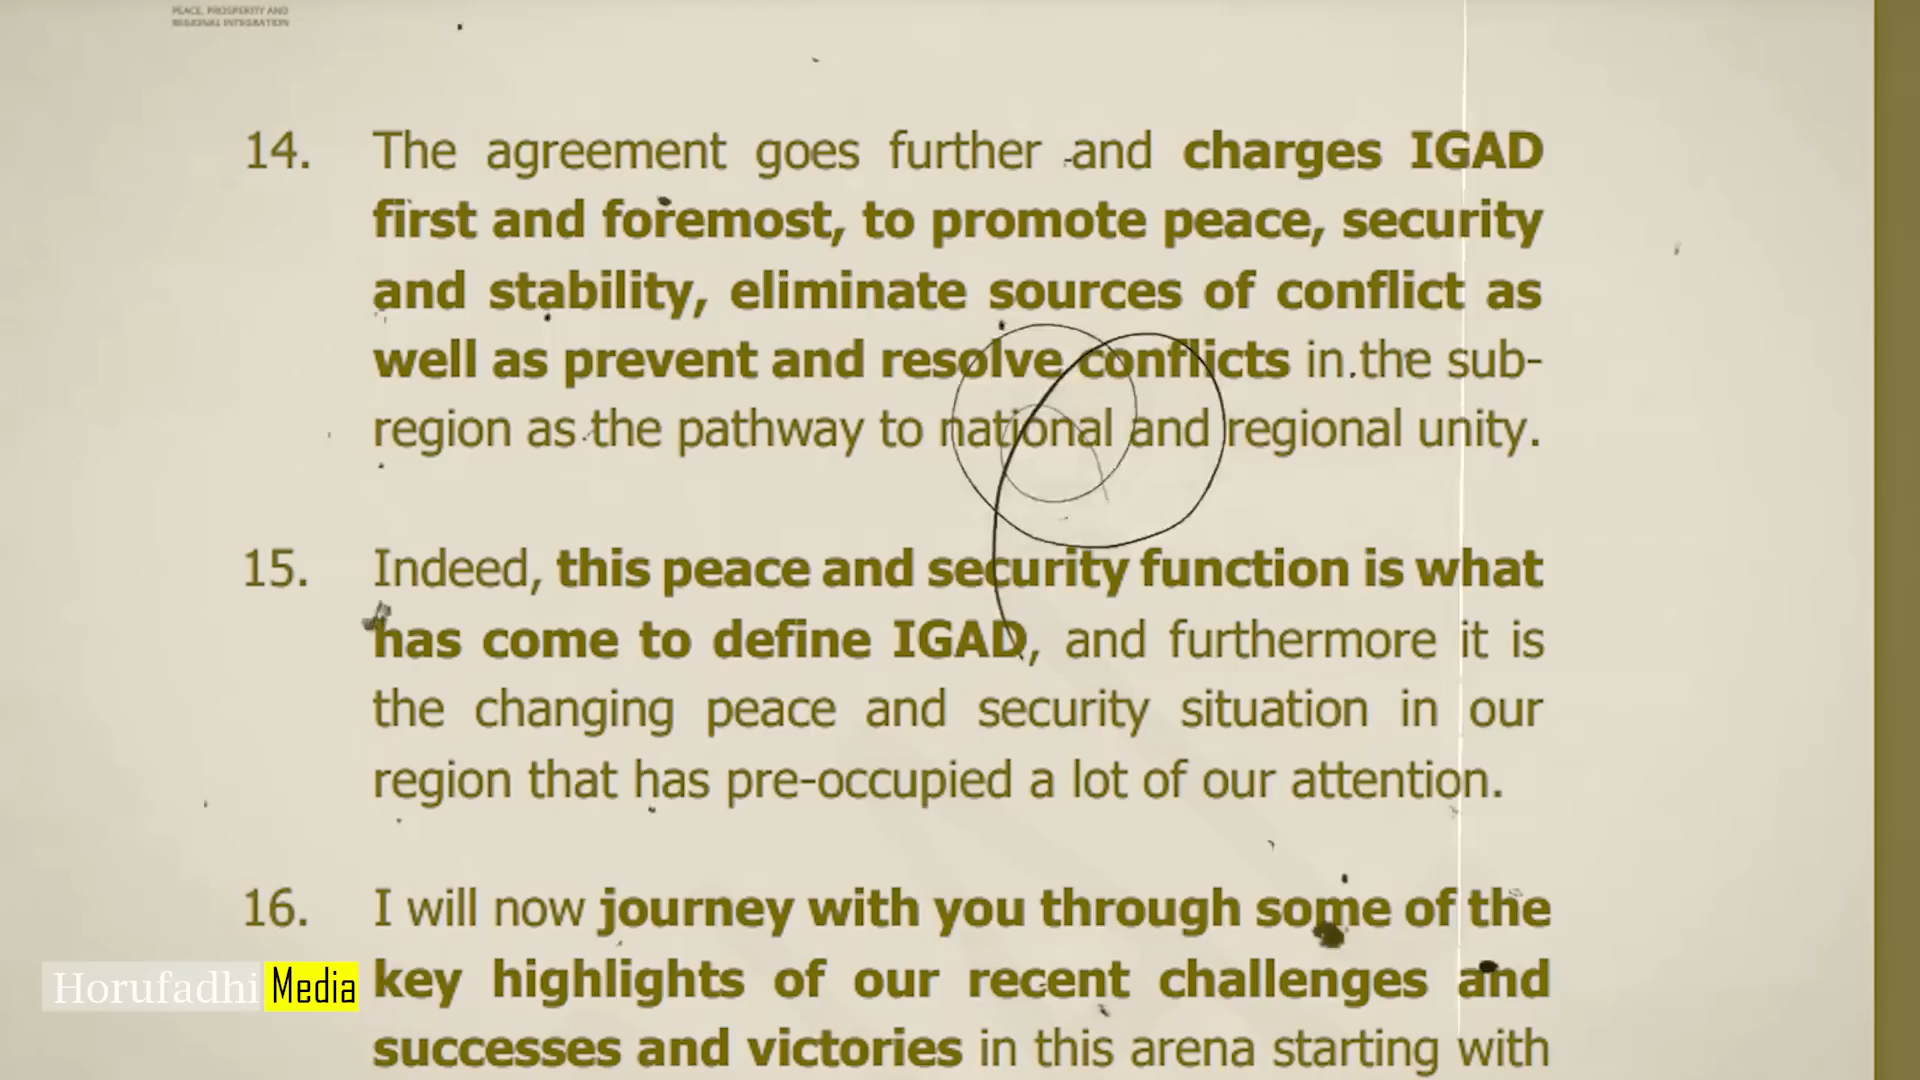 PEACE, PROSPERITY AND
REGIONAL INTEGRATION
14. The agreement goes further and charges IGAD
first and foremost, to promote peace, security
and stability, eliminate sources of conflict as
well as prevent and resolve conflicts in the sub-
region as the pathway to national and regional unity.
15. Indeed, this peace and security function is what
has come to define IGAD, and furthermore it is
the changing peace and security situation in our
region that has pre-occupied a lot of our attention.
16. I will now journey with you through some of the
key highlights of our recent challenges and
successes and victories in this arena starting with
Horufadhi Media